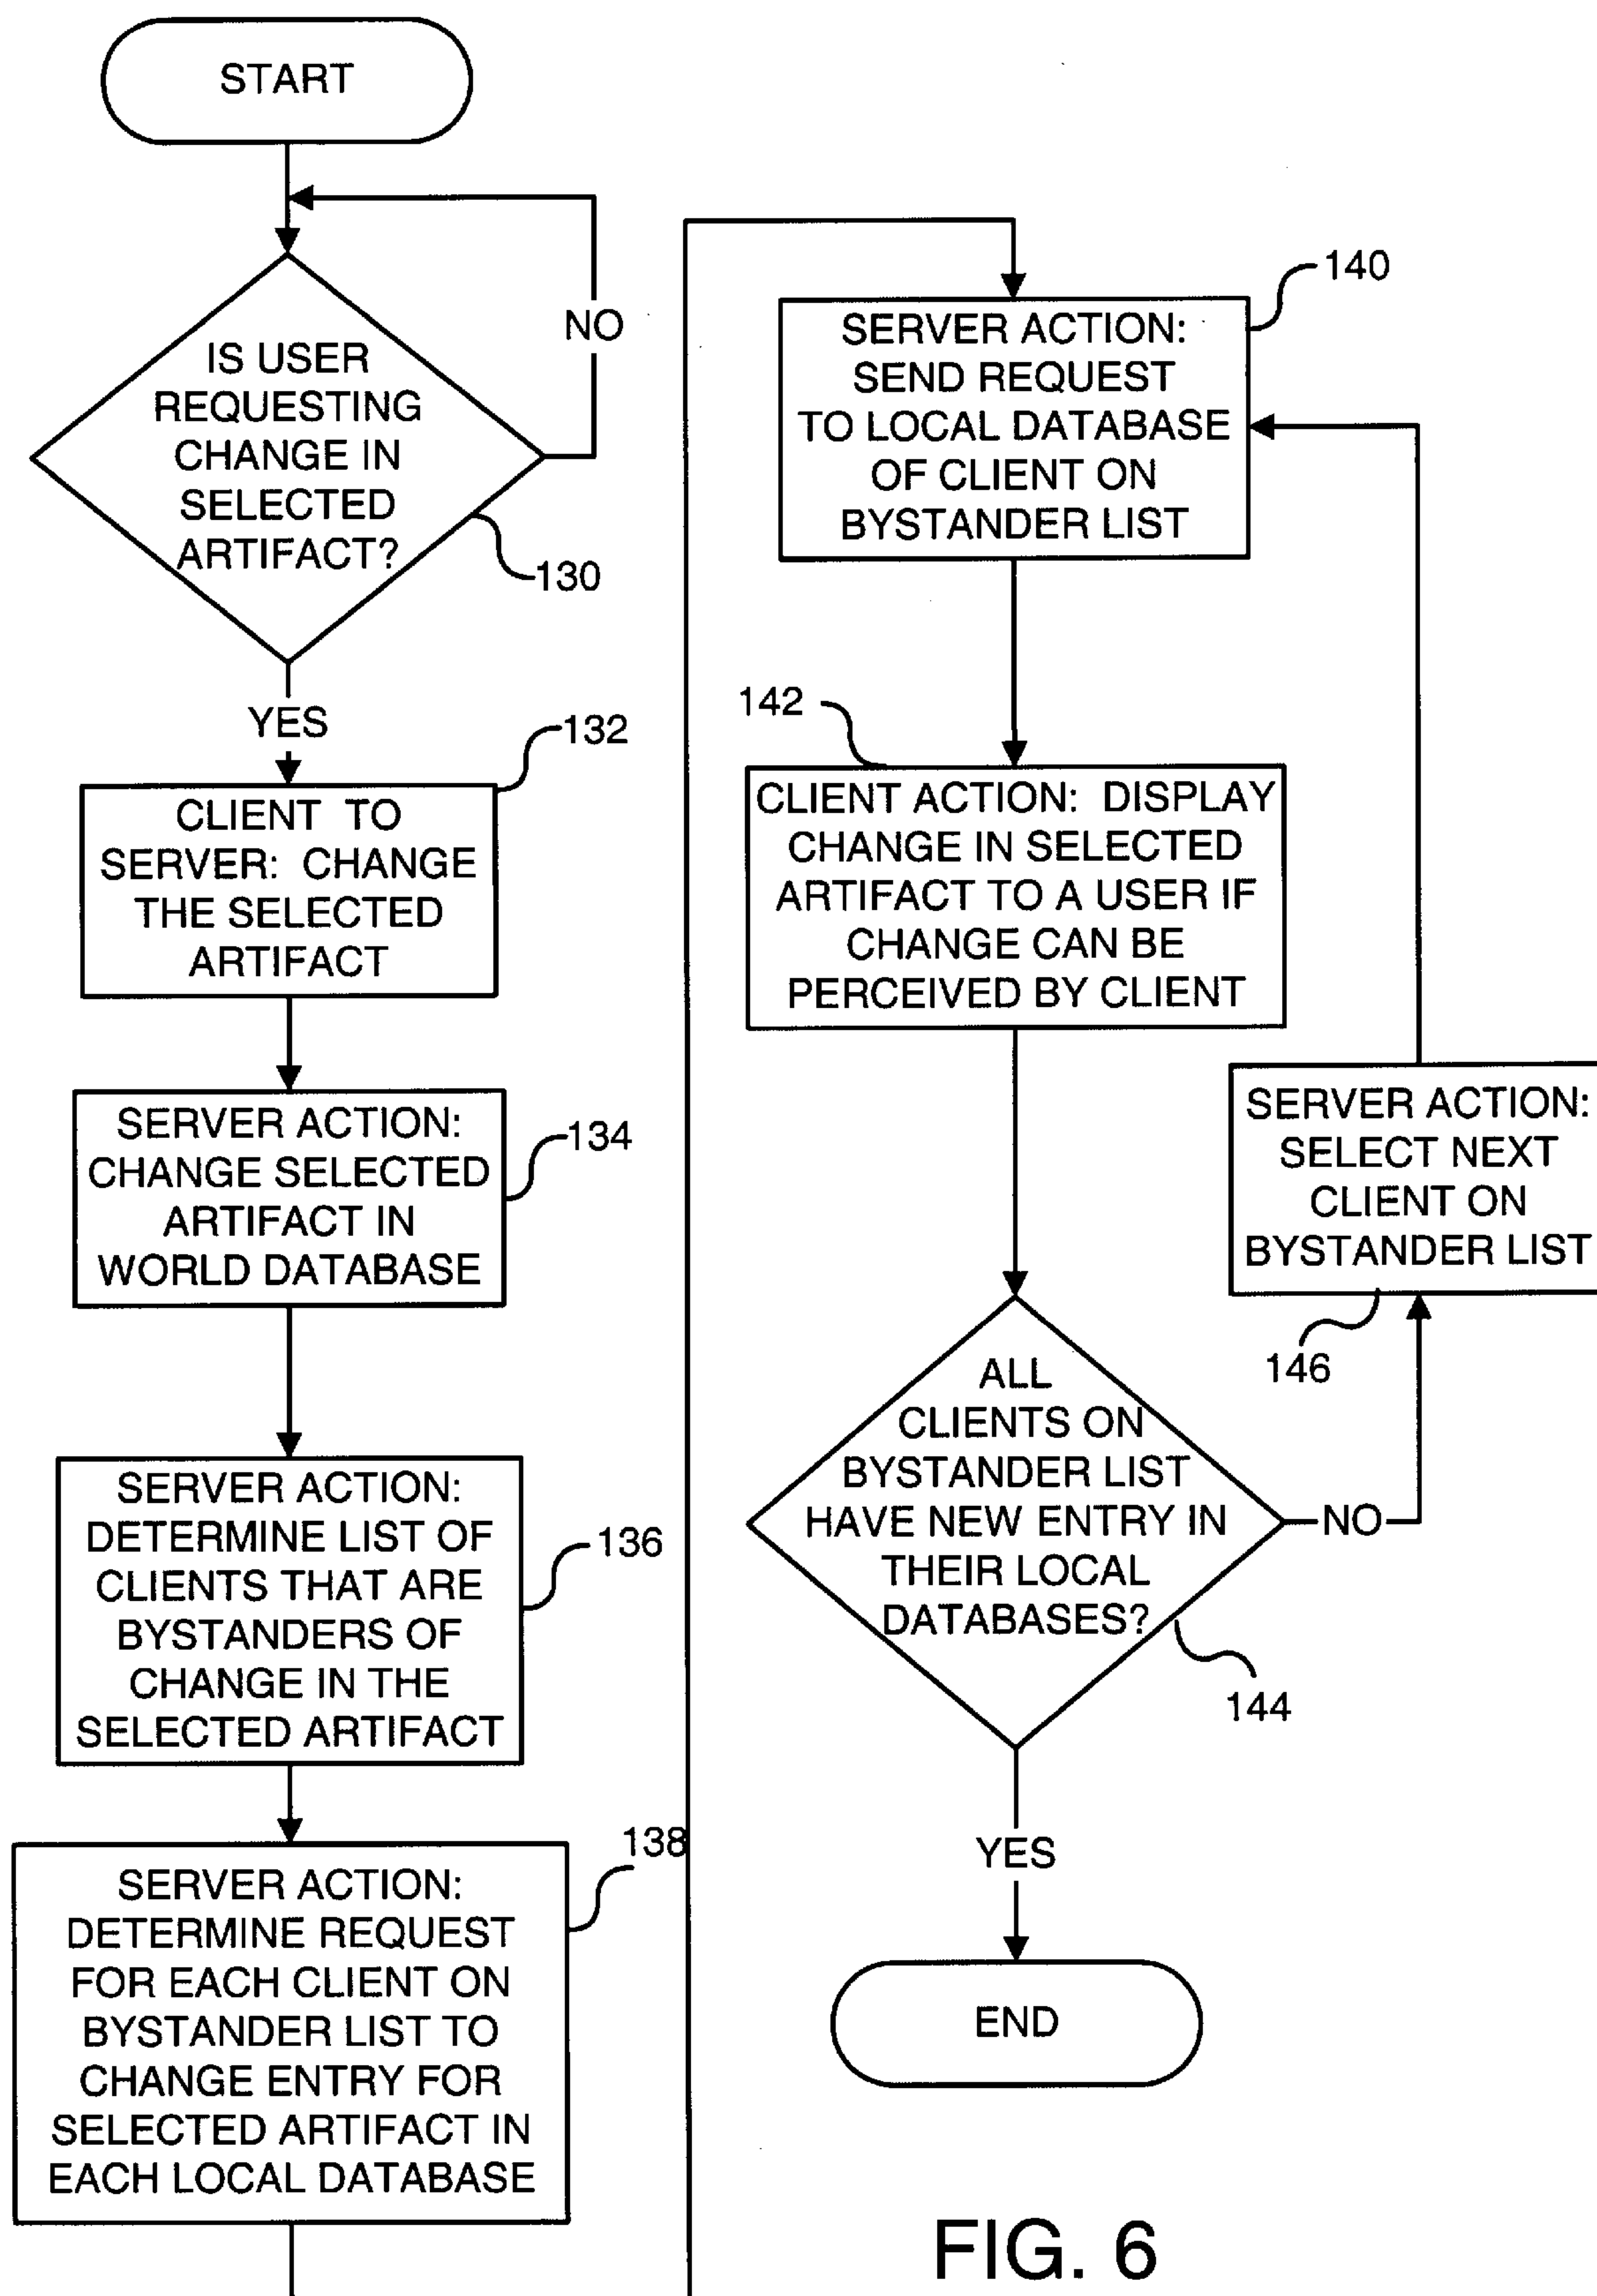 START
NO
IS USER
REQUESTING
CHANGE IN
SELECTED
ARTIFACT?
130
YES
132
CLIENT TO
SERVER: CHANGE
THE SELECTED
ARTIFACT
SERVER ACTION:
CHANGE SELECTED
ARTIFACT IN
WORLD DATABASE
134
SERVER ACTION:
DETERMINE LIST OF
CLIENTS THAT ARE
BYSTANDERS OF
CHANGE IN THE
SELECTED ARTIFACT
136
138
SERVER ACTION:
DETERMINE REQUEST
FOR EACH CLIENT ON
BYSTANDER LIST TO
CHANGE ENTRY FOR
SELECTED ARTIFACT IN
EACH LOCAL DATABASE
140
SERVER ACTION:
SEND REQUEST
TO LOCAL DATABASE
OF CLIENT ON
BYSTANDER LIST
142
CLIENT ACTION: DISPLAY
CHANGE IN SELECTED
ARTIFACT TO A USER IF
CHANGE CAN BE
PERCEIVED BY CLIENT
SERVER ACTION:
SELECT NEXT
CLIENT ON
BYSTANDER LIST
146
ALL
CLIENTS ON
BYSTANDER LIST
HAVE NEW ENTRY IN
THEIR LOCAL
DATABASES?
NO
144
YES
END
FIG. 6